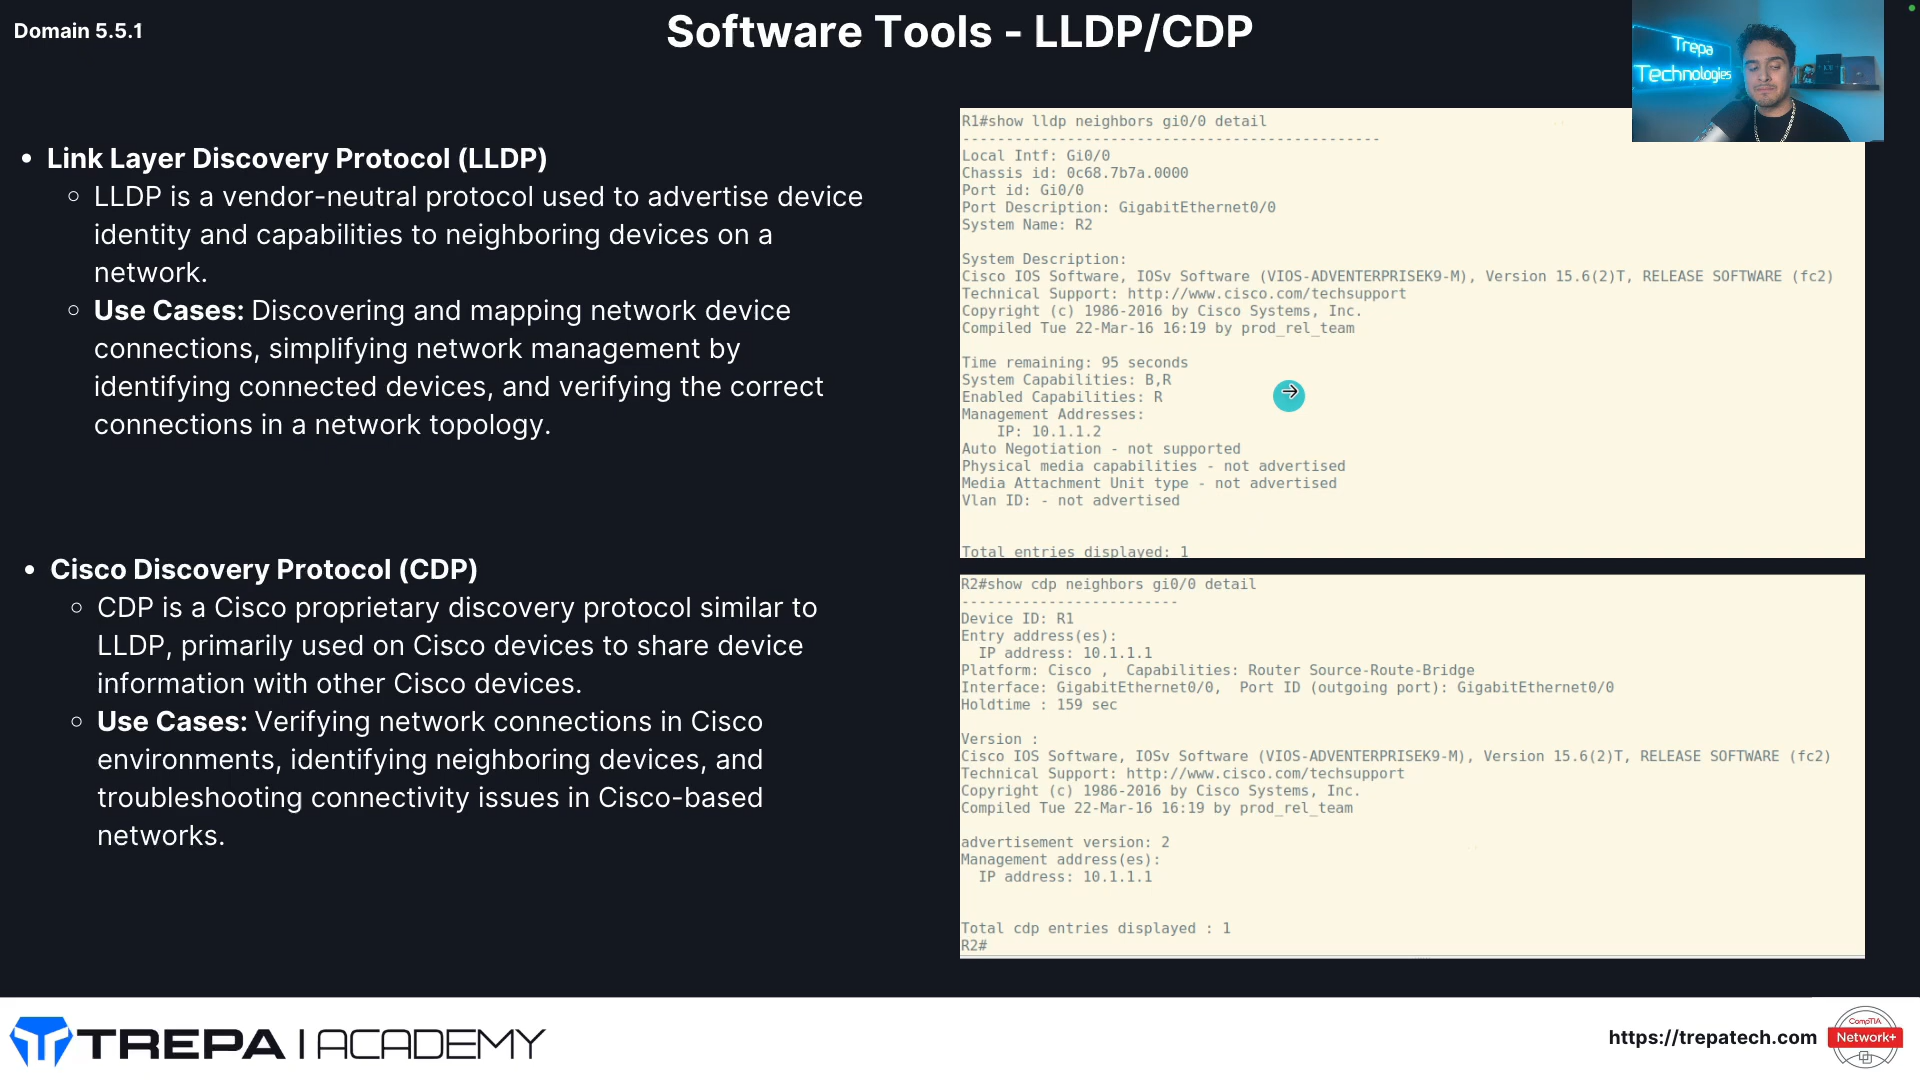 Domain 5.5.1
Software Tools - LLDP/CDP
Trepa
Technologies
• Link Layer Discovery Protocol (LLDP)
○ LLDP is a vendor-neutral protocol used to advertise device
identity and capabilities to neighboring devices on a
network.
○ Use Cases: Discovering and mapping network device
connections, simplifying network management by
identifying connected devices, and verifying the correct
connections in a network topology.
• Cisco Discovery Protocol (CDP)
○ CDP is a Cisco proprietary discovery protocol similar to
LLDP, primarily used on Cisco devices to share device
information with other Cisco devices.
○ Use Cases: Verifying network connections in Cisco
environments, identifying neighboring devices, and
troubleshooting connectivity issues in Cisco-based
networks.
R1#show lldp neighbors gi0/0 detail
------------------------------------------------
Local Intf: Gi0/0
Chassis id: 0c68.7b7a.0000
Port id: Gi0/0
Port Description: GigabitEthernet0/0
System Name: R2
System Description:
Cisco IOS Software, IOSv Software (VIOS-ADVENTERPRISEK9-M), Version 15.6(2)T, RELEASE SOFTWARE (fc2)
Technical Support: http://www.cisco.com/techsupport
Copyright (c) 1986-2016 by Cisco Systems, Inc.
Compiled Tue 22-Mar-16 16:19 by prod_rel_team
Time remaining: 95 seconds
System Capabilities: B,R
Enabled Capabilities: R
Management Addresses:
IP: 10.1.1.2
Auto Negotiation - not supported
Physical media capabilities - not advertised
Media Attachment Unit type - not advertised
Vlan ID: - not advertised
Total entries displayed: 1
R2#show cdp neighbors gi0/0 detail
-------------------------
Device ID: R1
Entry address(es):
IP address: 10.1.1.1
Platform: Cisco ,  Capabilities: Router Source-Route-Bridge
Interface: GigabitEthernet0/0,  Port ID (outgoing port): GigabitEthernet0/0
Holdtime : 159 sec
Version :
Cisco IOS Software, IOSv Software (VIOS-ADVENTERPRISEK9-M), Version 15.6(2)T, RELEASE SOFTWARE (fc2)
Technical Support: http://www.cisco.com/techsupport
Copyright (c) 1986-2016 by Cisco Systems, Inc.
Compiled Tue 22-Mar-16 16:19 by prod_rel_team
advertisement version: 2
Management address(es):
IP address: 10.1.1.1
Total cdp entries displayed : 1
R2#
TREPA | ACADEMY
https://trepatech.com
CompTIA
Network+